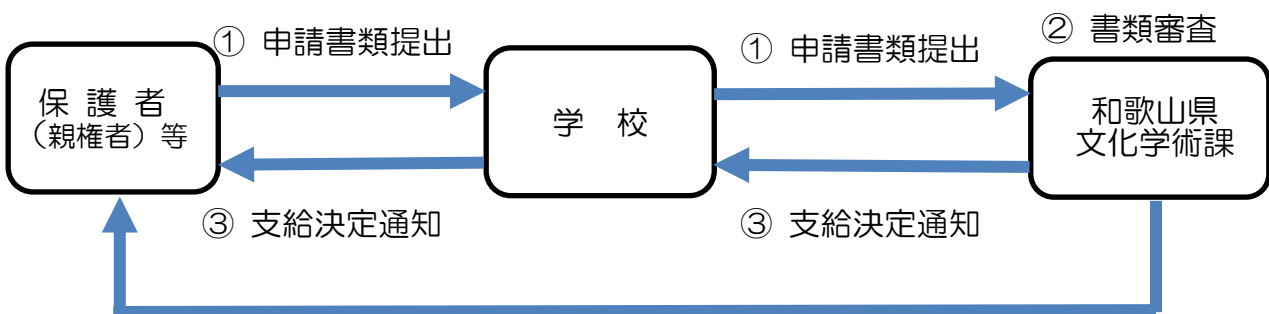 ① 申請書類提出
① 申請書類提出
② 書類審査
保 護 者
（親権者）等
学 校
和歌山県
文化学術課
③ 支給決定通知
③ 支給決定通知